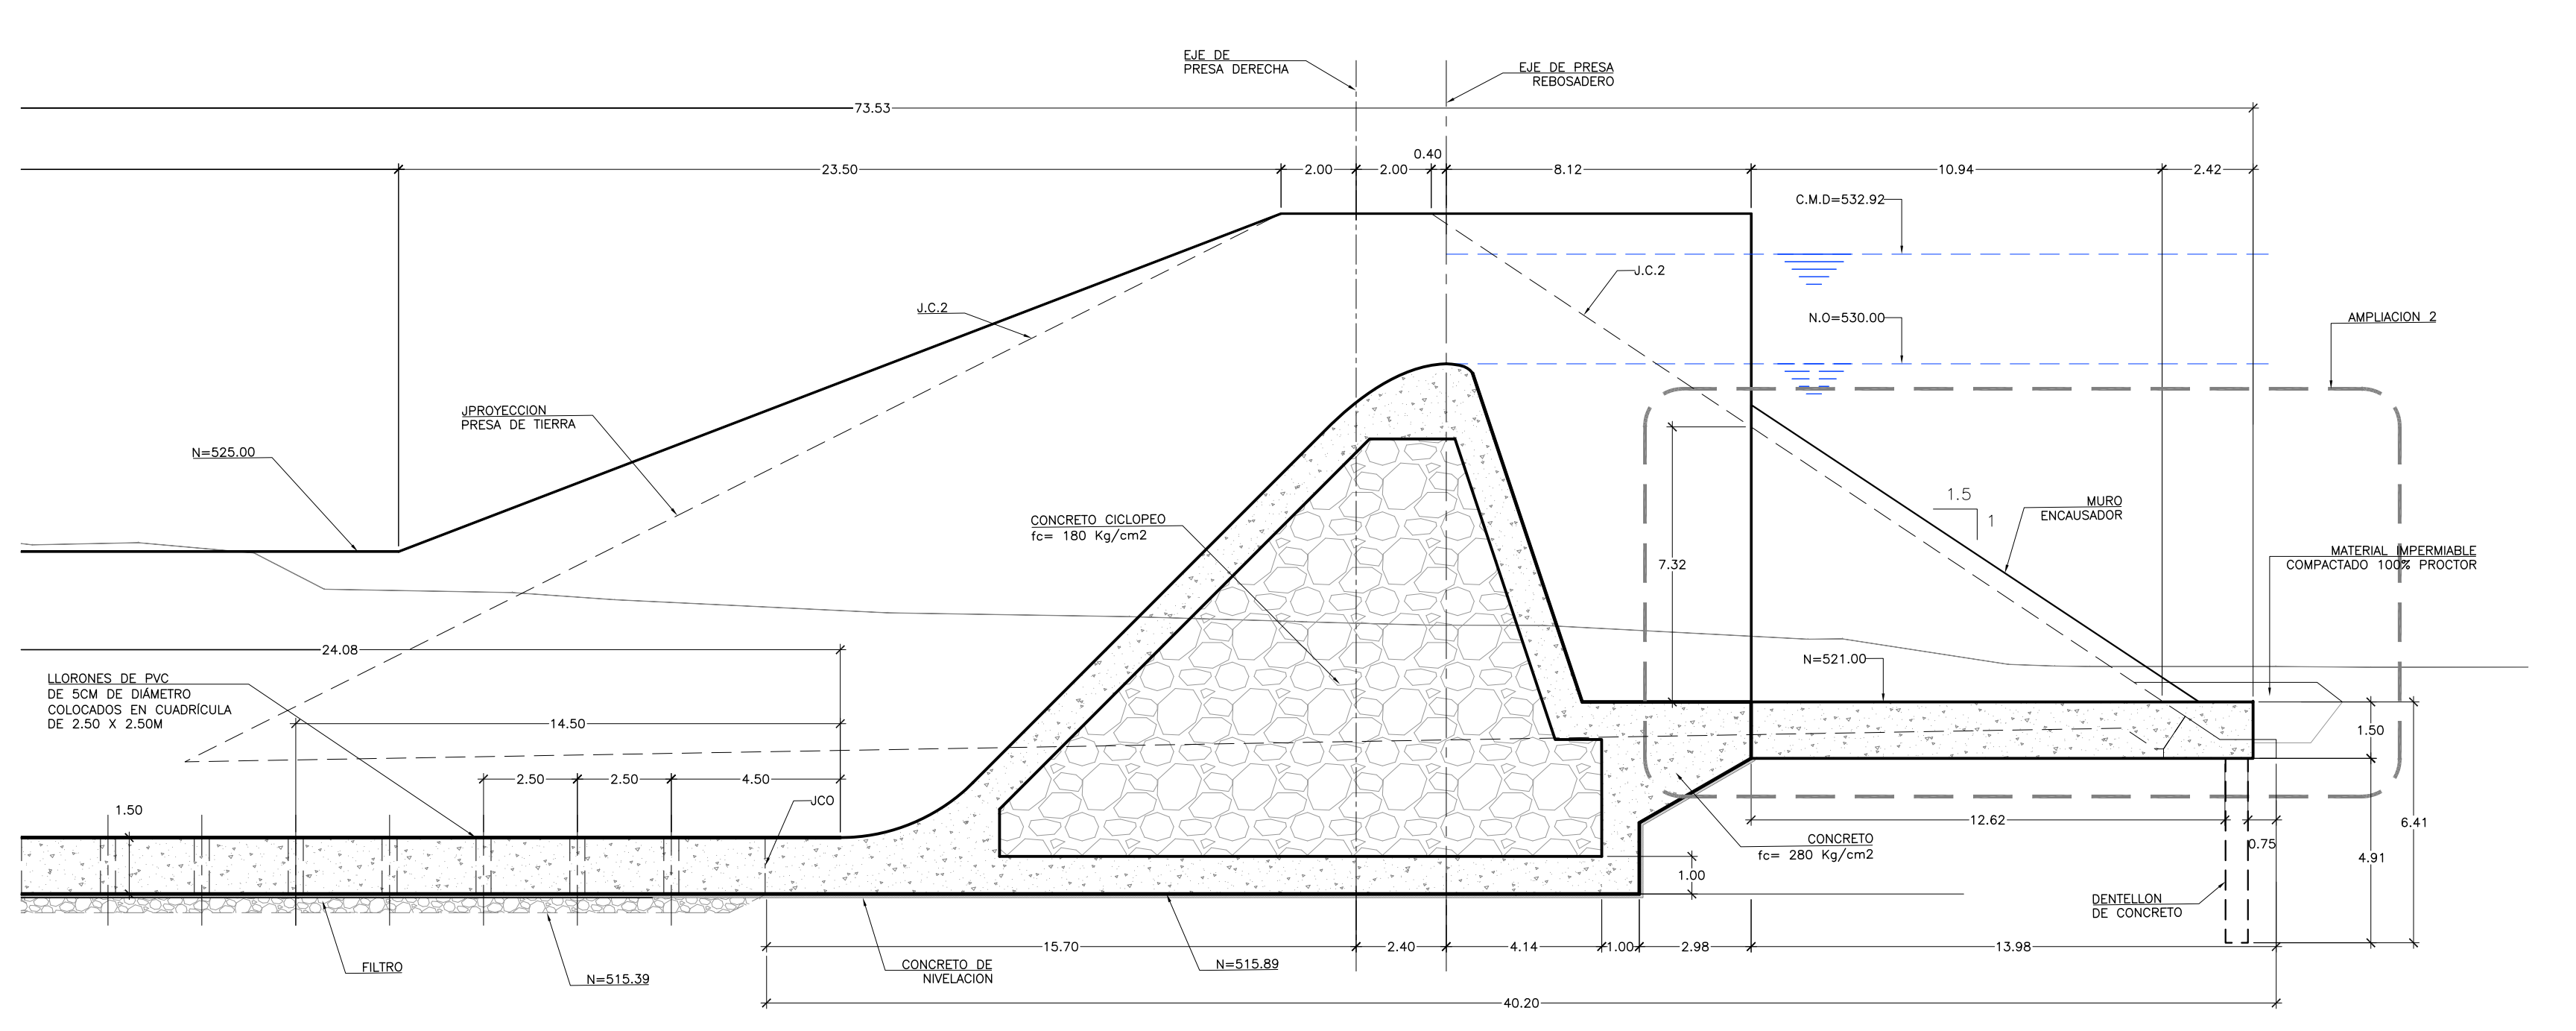 EJE DE
PRESA DERECHA
EJE DE PRESA
REBOSADERO
73.53
0.40
23.50
2.00
2.00
8.12
10.94
2.42
C.M.D=532.92
J.C.2
J.C.2
N.O=530.00
AMPLIACION 2
JPROYECCION
PRESA DE TIERRA
N=525.00
1.5
1
MURO
ENCAUSADOR
CONCRETO CICLOPEO
fc= 180 Kg/cm2
7.32
MATERIAL IMPERMIABLE
COMPACTADO 100% PROCTOR
24.08
N=521.00
LLORONES DE PVC
DE 5CM DE DIÁMETRO
COLOCADOS EN CUADRÍCULA
DE 2.50 X 2.50M
14.50
1.50
2.50
2.50
4.50
JCO
1.50
12.62
6.41
CONCRETO
fc= 280 Kg/cm2
0.75
4.91
1.00
DENTELLON
DE CONCRETO
15.70
2.40
4.14
1.00
2.98
13.98
FILTRO
N=515.39
CONCRETO DE
NIVELACION
N=515.89
40.20